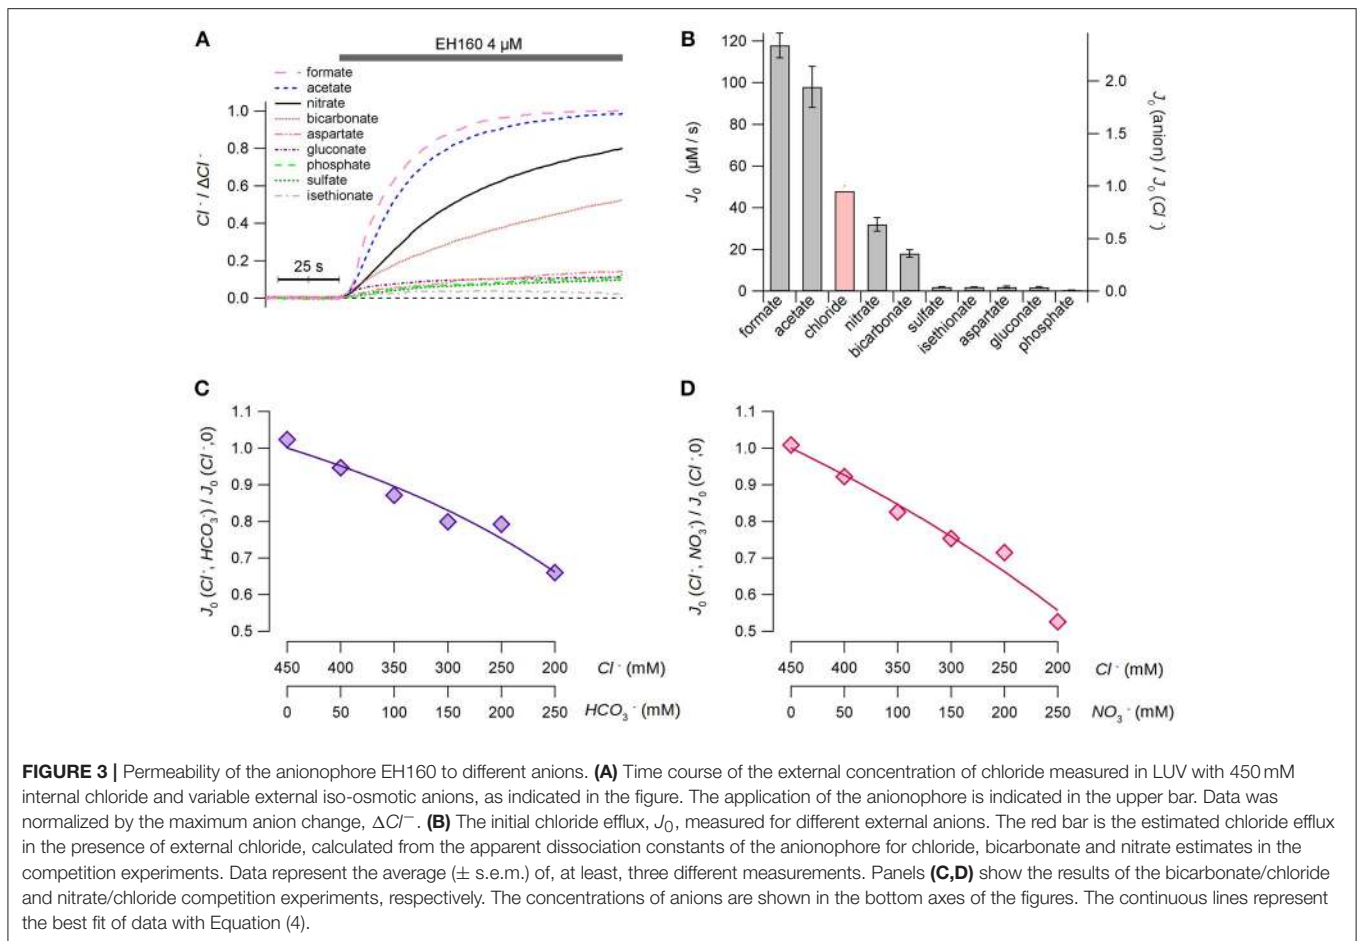 A
EH160 4 µM
formate
acetate
nitrate
bicarbonate
aspartate
gluconate
phosphate
sulfate
isethionate
1.0
0.8
0.6
0.4
0.2
0.0
Cl⁻ / ΔCl⁻
25 s
B
120
100
80
60
40
20
0
J₀ (µM / s)
2.0
1.5
1.0
0.5
0.0
J₀ (anion) / J₀ (Cl⁻)
formate
acetate
chloride
nitrate
bicarbonate
sulfate
isethionate
aspartate
gluconate
phosphate
C
1.1
1.0
0.9
0.8
0.7
0.6
0.5
J₀ (Cl⁻, HCO₃⁻) / J₀ (Cl⁻,0)
450 400 350 300 250 200 Cl⁻ (mM)
0 50 100 150 200 250 HCO₃⁻ (mM)
D
1.1
1.0
0.9
0.8
0.7
0.6
0.5
J₀ (Cl⁻, NO₃⁻) / J₀ (Cl⁻,0)
450 400 350 300 250 200 Cl⁻ (mM)
0 50 100 150 200 250 NO₃⁻ (mM)
FIGURE 3 | Permeability of the anionophore EH160 to different anions. (A) Time course of the external concentration of chloride measured in LUV with 450 mM
internal chloride and variable external iso-osmotic anions, as indicated in the figure. The application of the anionophore is indicated in the upper bar. Data was
normalized by the maximum anion change, ΔCl⁻. (B) The initial chloride efflux, J₀, measured for different external anions. The red bar is the estimated chloride efflux
in the presence of external chloride, calculated from the apparent dissociation constants of the anionophore for chloride, bicarbonate and nitrate estimates in the
competition experiments. Data represent the average (± s.e.m.) of, at least, three different measurements. Panels (C,D) show the results of the bicarbonate/chloride
and nitrate/chloride competition experiments, respectively. The concentrations of anions are shown in the bottom axes of the figures. The continuous lines represent
the best fit of data with Equation (4).